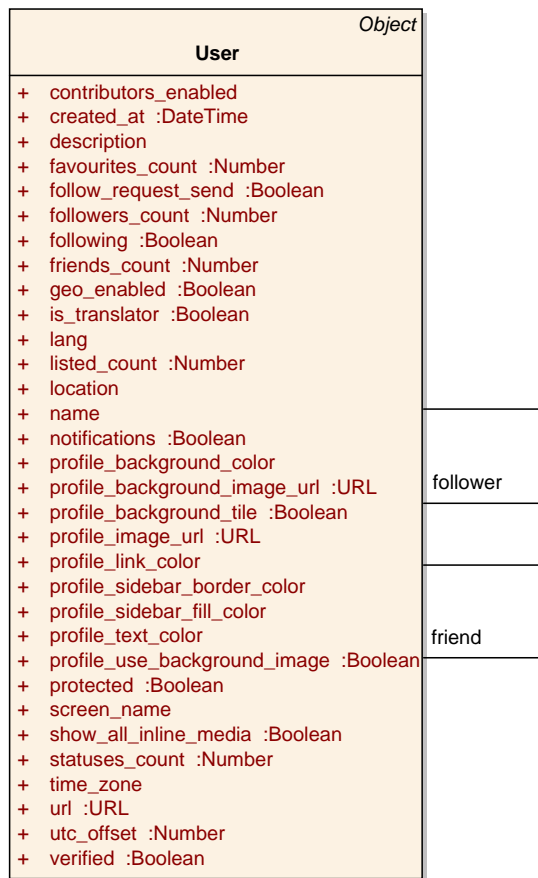 Object
User
+ contributors_enabled
+ created_at :DateTime
+ description
+ favourites_count :Number
+ follow_request_send :Boolean
+ followers_count :Number
+ following :Boolean
+ friends_count :Number
+ geo_enabled :Boolean
+ is_translator :Boolean
+ lang
+ listed_count :Number
+ location
+ name
+ notifications :Boolean
+ profile_background_color
+ profile_background_image_url :URL
follower
+ profile_background_tile :Boolean
+ profile_image_url :URL
+ profile_link_color
+ profile_sidebar_border_color
+ profile_sidebar_fill_color
+ profile_text_color
friend
+ profile_use_background_image :Boolean
+ protected :Boolean
+ screen_name
+ show_all_inline_media :Boolean
+ statuses_count :Number
+ time_zone
+ url :URL
+ utc_offset :Number
+ verified :Boolean